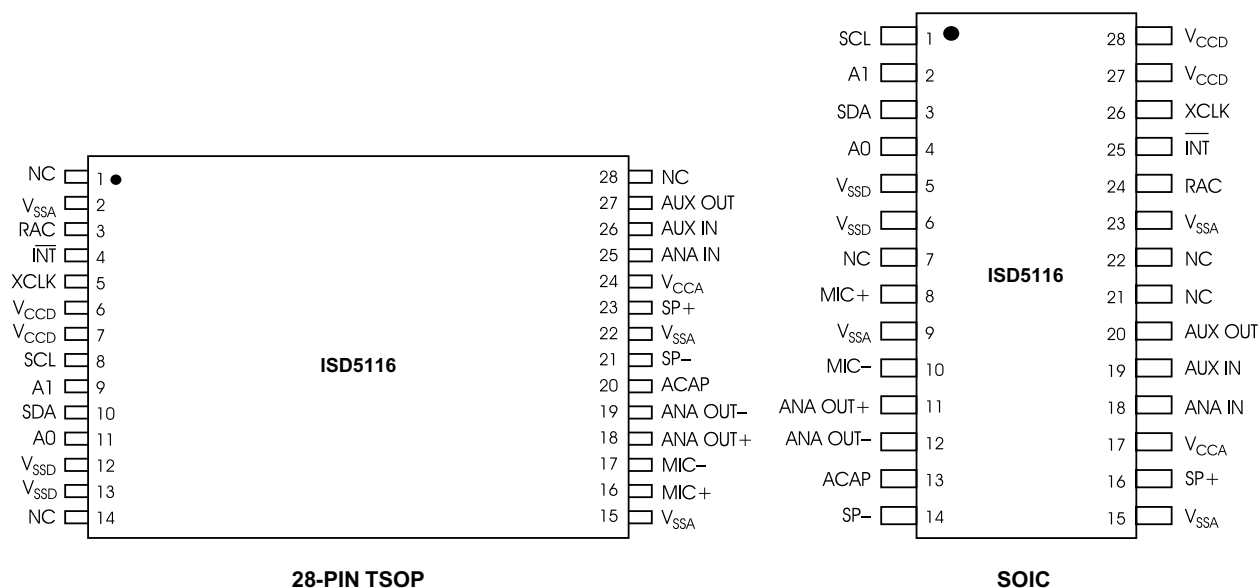 NC 1 28 NC
VSSA 2 27 AUX OUT
RAC 3 26 AUX IN
INT 4 25 ANA IN
XCLK 5 24 VCCA
VCCD 6 23 SP+
VCCD 7 22 VSSA
SCL 8 21 SP–
A1 9 20 ACAP
SDA 10 19 ANA OUT–
A0 11 18 ANA OUT+
VSSD 12 17 MIC–
VSSD 13 16 MIC+
NC 14 15 VSSA
ISD5116
28-PIN TSOP
SCL 1 28 VCCD
A1 2 27 VCCD
SDA 3 26 XCLK
A0 4 25 INT
VSSD 5 24 RAC
VSSD 6 23 VSSA
NC 7 22 NC
MIC+ 8 21 NC
VSSA 9 20 AUX OUT
MIC– 10 19 AUX IN
ANA OUT+ 11 18 ANA IN
ANA OUT– 12 17 VCCA
ACAP 13 16 SP+
SP– 14 15 VSSA
ISD5116
SOIC